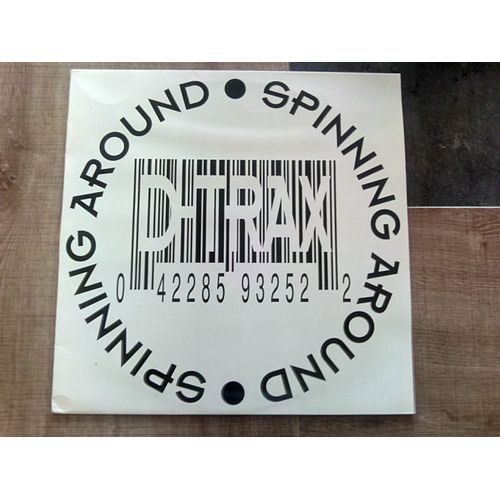 SPINNING AROUND • SPINNING AROUND •
D-TRAX
0 42285 93252 2